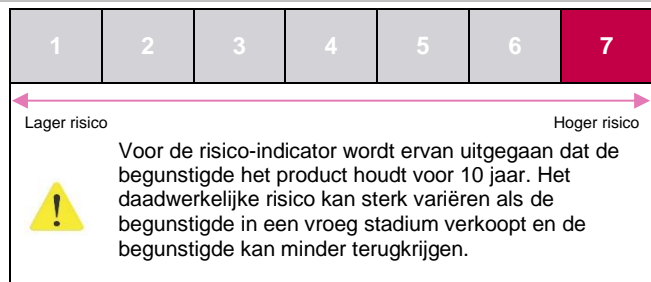 1 2 3 4 5 6 7
Lager risico Hoger risico
Voor de risico-indicator wordt ervan uitgegaan dat de
begunstigde het product houdt voor 10 jaar. Het
daadwerkelijke risico kan sterk variëren als de
begunstigde in een vroeg stadium verkoopt en de
begunstigde kan minder terugkrijgen.